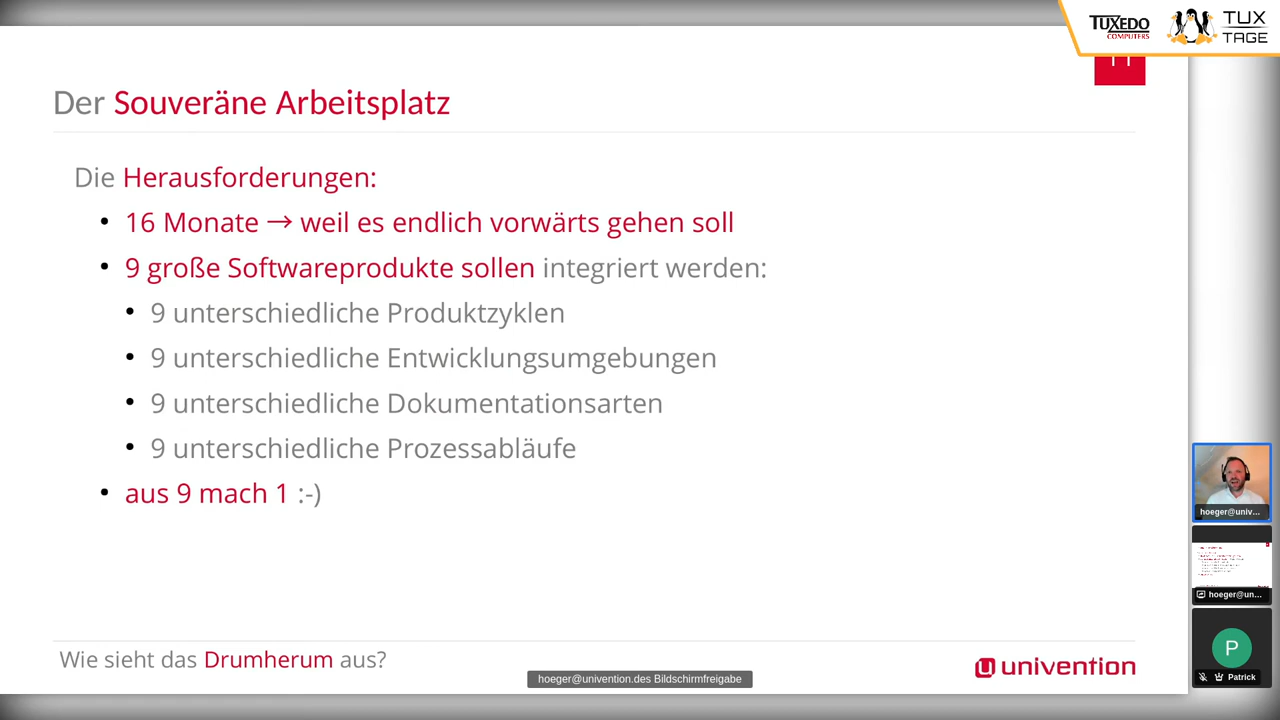 TUXEDO
COMPUTERS
TUX
TAGE
Der Souveräne Arbeitsplatz
Die Herausforderungen:
• 16 Monate → weil es endlich vorwärts gehen soll
• 9 große Softwareprodukte sollen integriert werden:
• 9 unterschiedliche Produktzyklen
• 9 unterschiedliche Entwicklungsumgebungen
• 9 unterschiedliche Dokumentationsarten
• 9 unterschiedliche Prozessabläufe
• aus 9 mach 1 :-)
hoeger@univ...
hoeger@un...
P
Patrick
Wie sieht das Drumherum aus?
univention
hoeger@univention.des Bildschirmfreigabe